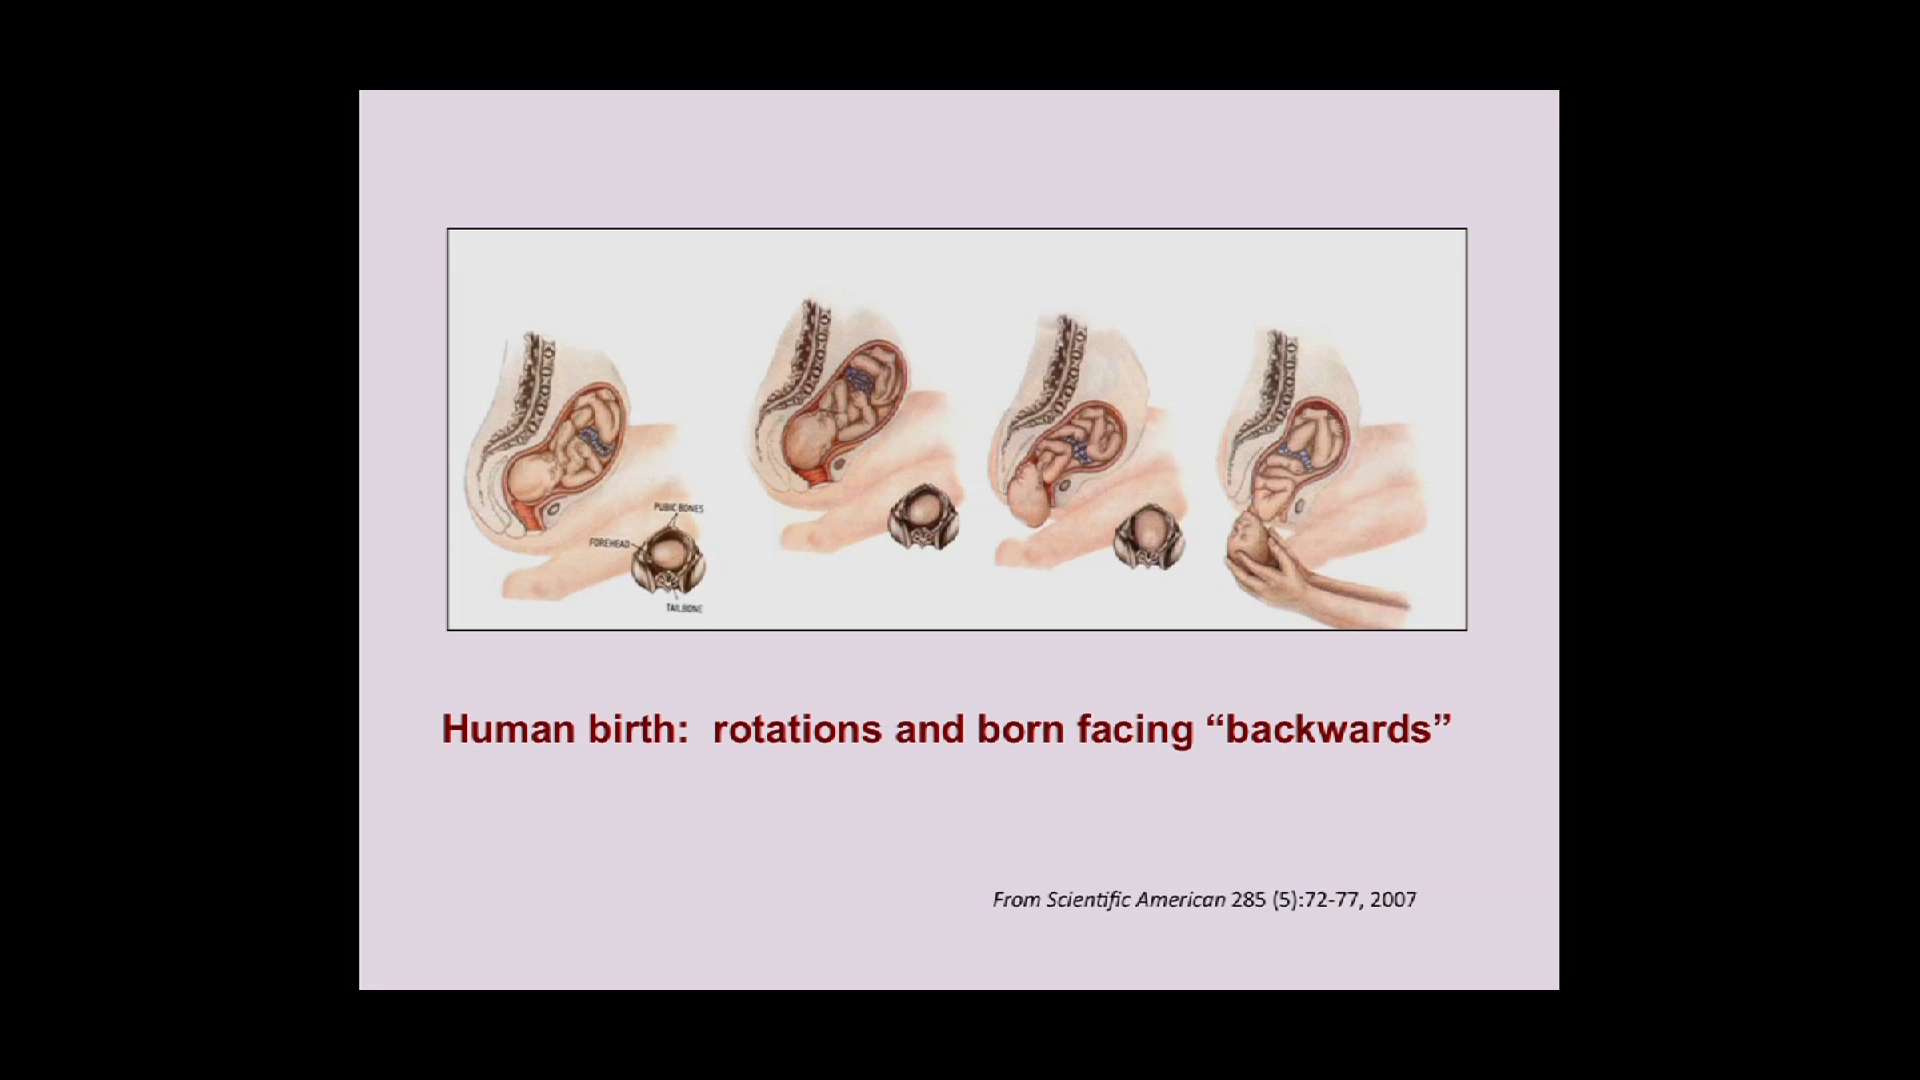 PUBIC BONES
FOREHEAD
TAILBONE
Human birth:  rotations and born facing “backwards”
From Scientific American 285 (5):72-77, 2007